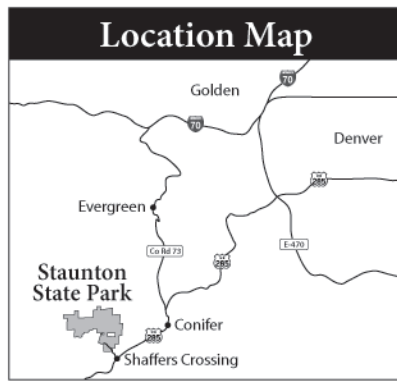 Location Map
70
Golden
70
Denver
285
Evergreen
Co Rd 73
E-470
285
Staunton
State Park
285
Conifer
Shaffers Crossing